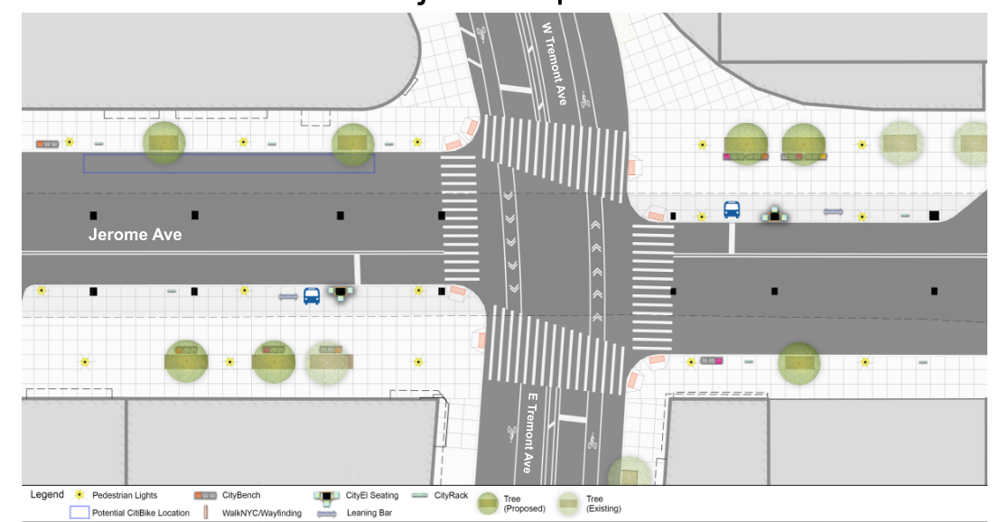 W Tremont Ave
Jerome Ave
E Tremont Ave
Legend
Pedestrian Lights
CityBench
CityEl Seating
CityRack
Tree
(Proposed)
Tree
(Existing)
Potential CitiBike Location
WalkNYC/Wayfinding
Leaning Bar